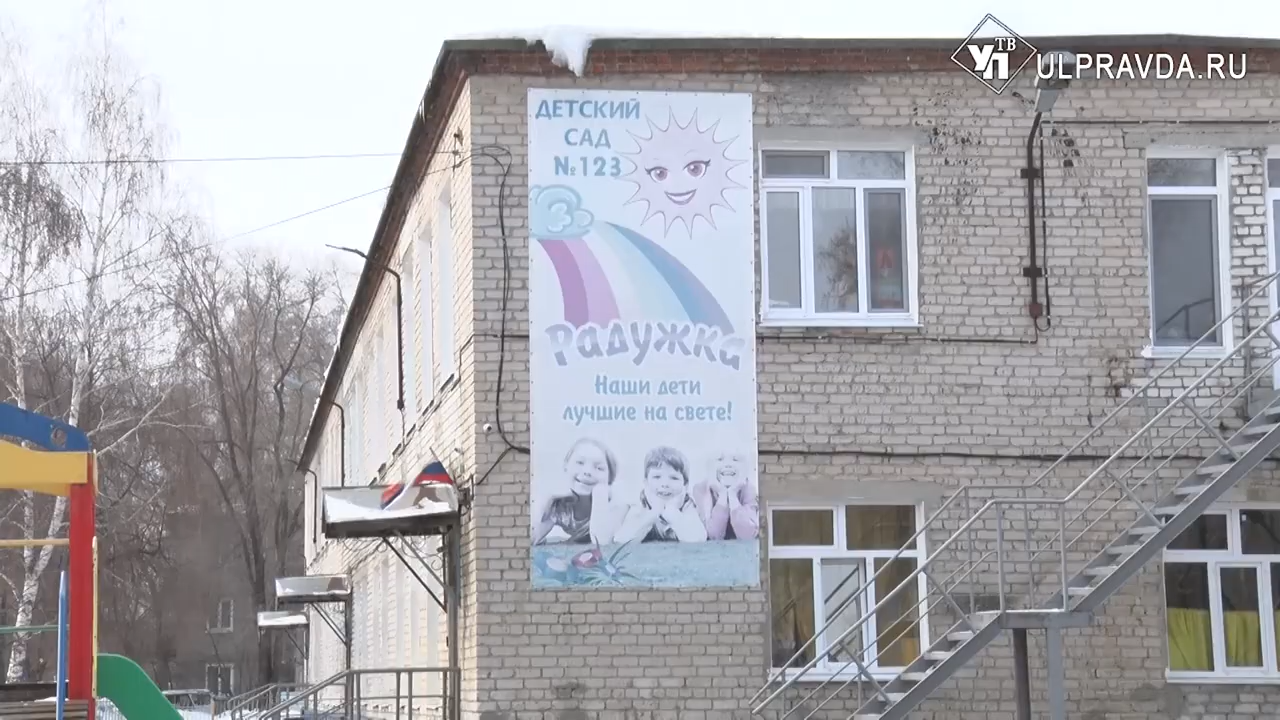 УП ТВ ULPRAVDA.RU
ДЕТСКИЙ
САД
№123
Радужка
Наши дети
лучшие на свете!